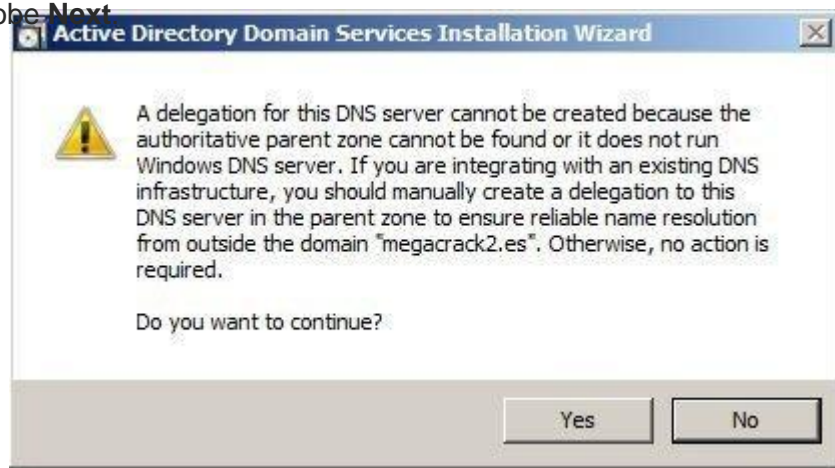 obe Next
Active Directory Domain Services Installation Wizard
A delegation for this DNS server cannot be created because the
authoritative parent zone cannot be found or it does not run
Windows DNS server. If you are integrating with an existing DNS
infrastructure, you should manually create a delegation to this
DNS server in the parent zone to ensure reliable name resolution
from outside the domain "megacrack2.es". Otherwise, no action is
required.
Do you want to continue?
Yes No